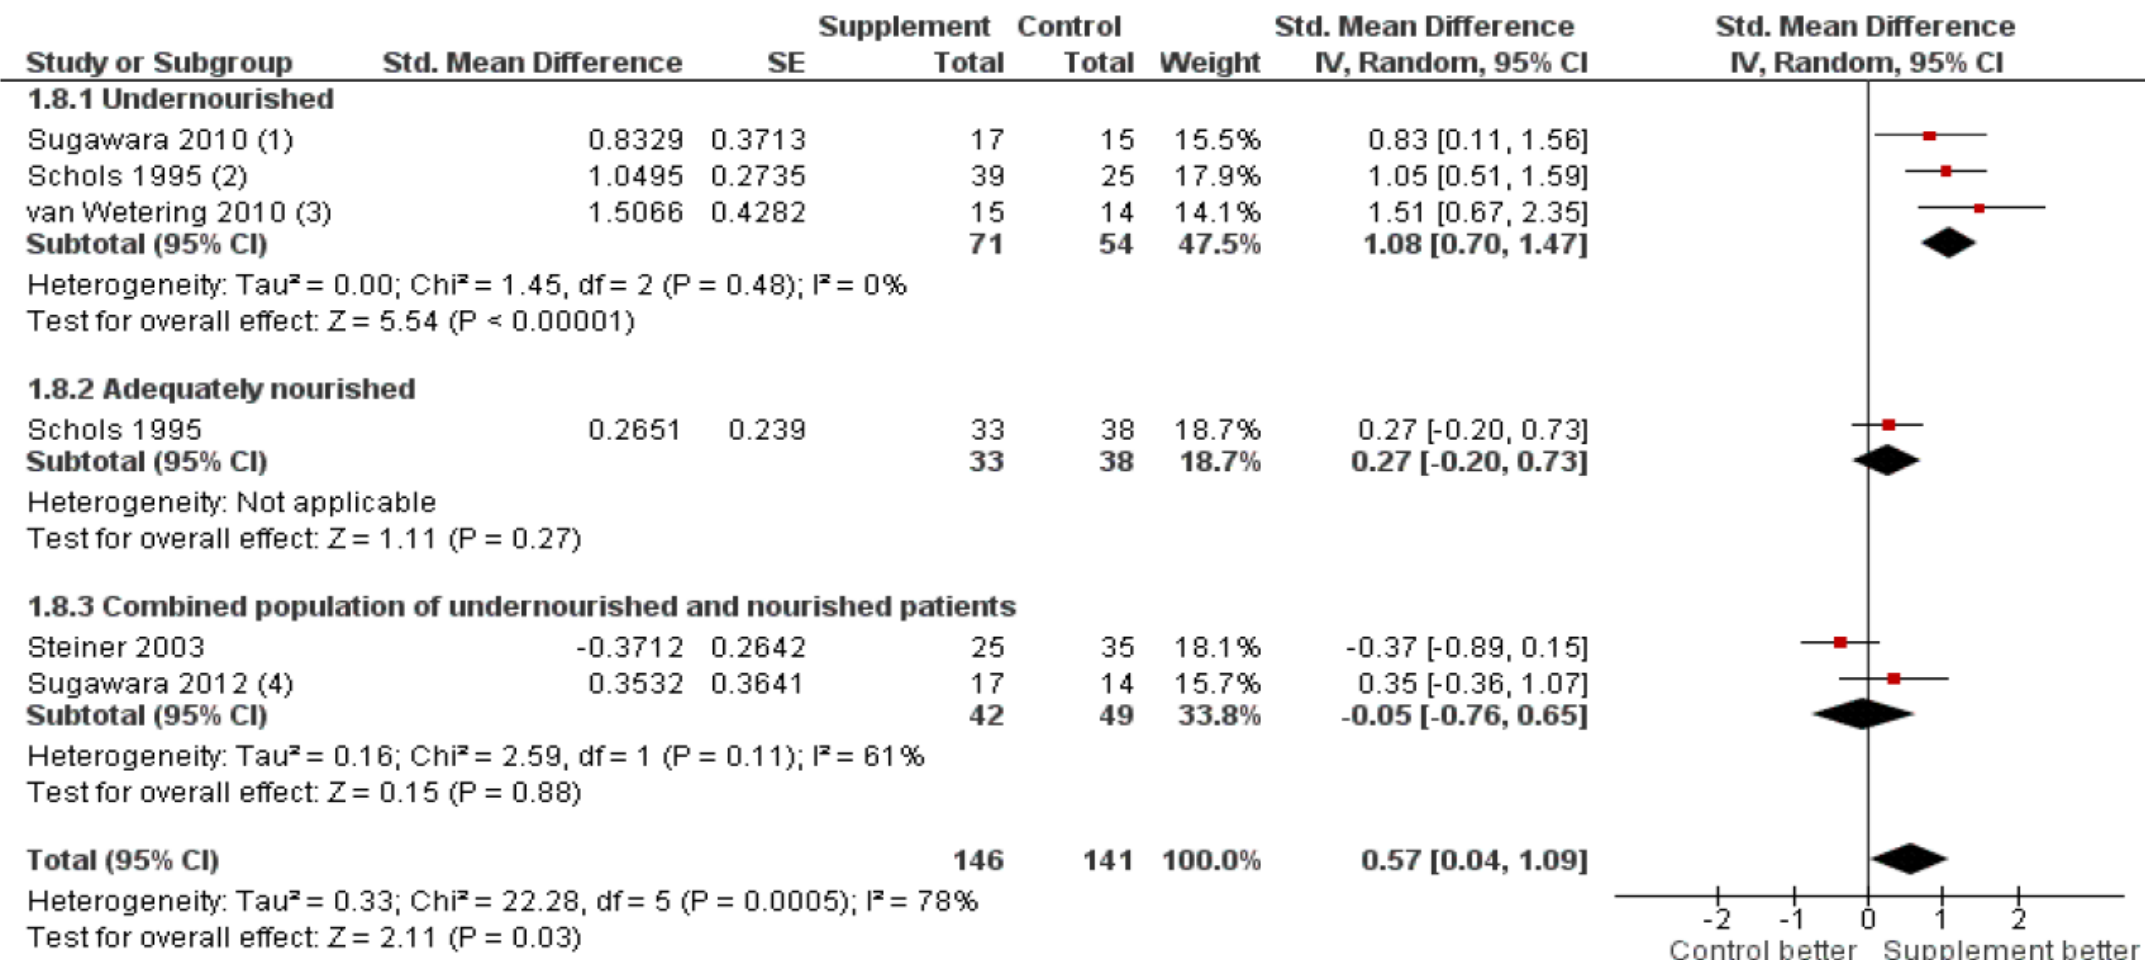 Supplement Control Std. Mean Difference Std. Mean Difference
Study or Subgroup Std. Mean Difference SE Total Total Weight IV, Random, 95% CI IV, Random, 95% CI
1.8.1 Undernourished
Sugawara 2010 (1) 0.8329 0.3713 17 15 15.5% 0.83 [0.11, 1.56]
Schols 1995 (2) 1.0495 0.2735 39 25 17.9% 1.05 [0.51, 1.59]
van Wetering 2010 (3) 1.5066 0.4282 15 14 14.1% 1.51 [0.67, 2.35]
Subtotal (95% CI) 71 54 47.5% 1.08 [0.70, 1.47]
Heterogeneity: Tau² = 0.00; Chi² = 1.45, df = 2 (P = 0.48); I² = 0%
Test for overall effect: Z = 5.54 (P < 0.00001)
1.8.2 Adequately nourished
Schols 1995 0.2651 0.239 33 38 18.7% 0.27 [-0.20, 0.73]
Subtotal (95% CI) 33 38 18.7% 0.27 [-0.20, 0.73]
Heterogeneity: Not applicable
Test for overall effect: Z = 1.11 (P = 0.27)
1.8.3 Combined population of undernourished and nourished patients
Steiner 2003 -0.3712 0.2642 25 35 18.1% -0.37 [-0.89, 0.15]
Sugawara 2012 (4) 0.3532 0.3641 17 14 15.7% 0.35 [-0.36, 1.07]
Subtotal (95% CI) 42 49 33.8% -0.05 [-0.76, 0.65]
Heterogeneity: Tau² = 0.16; Chi² = 2.59, df = 1 (P = 0.11); I² = 61%
Test for overall effect: Z = 0.15 (P = 0.88)
Total (95% CI) 146 141 100.0% 0.57 [0.04, 1.09]
Heterogeneity: Tau² = 0.33; Chi² = 22.28, df = 5 (P = 0.0005); I² = 78%
Test for overall effect: Z = 2.11 (P = 0.03)
-2 -1 0 1 2
Control better Supplement better